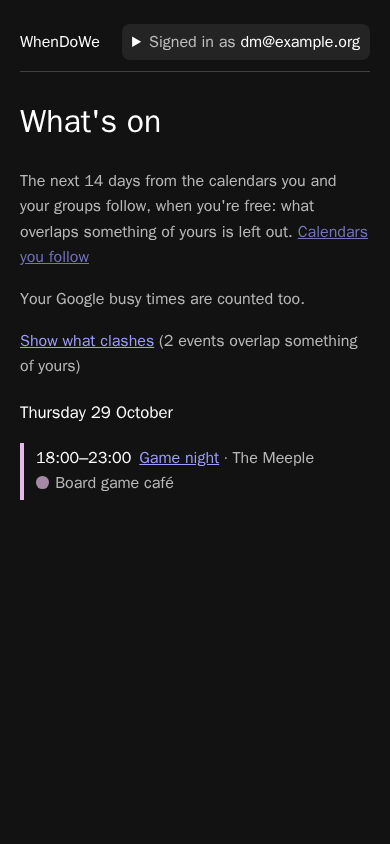 WhenDoWe
▶ Signed in as dm@example.org
What's on
The next 14 days from the calendars you and
your groups follow, when you're free: what
overlaps something of yours is left out. Calendars
you follow
Your Google busy times are counted too.
Show what clashes (2 events overlap something
of yours)
Thursday 29 October
18:00–23:00 Game night · The Meeple
Board game café